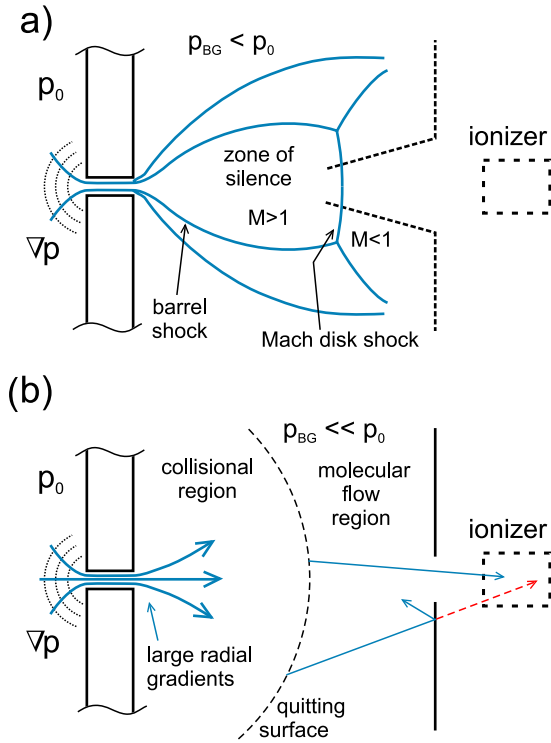 a)
p_BG < p_0
p_0
ionizer
zone of
silence
M>1
M<1
∇p
barrel
shock
Mach disk shock
(b)
p_BG << p_0
collisional
region
molecular
flow
region
p_0
ionizer
∇p
large radial
gradients
quitting
surface